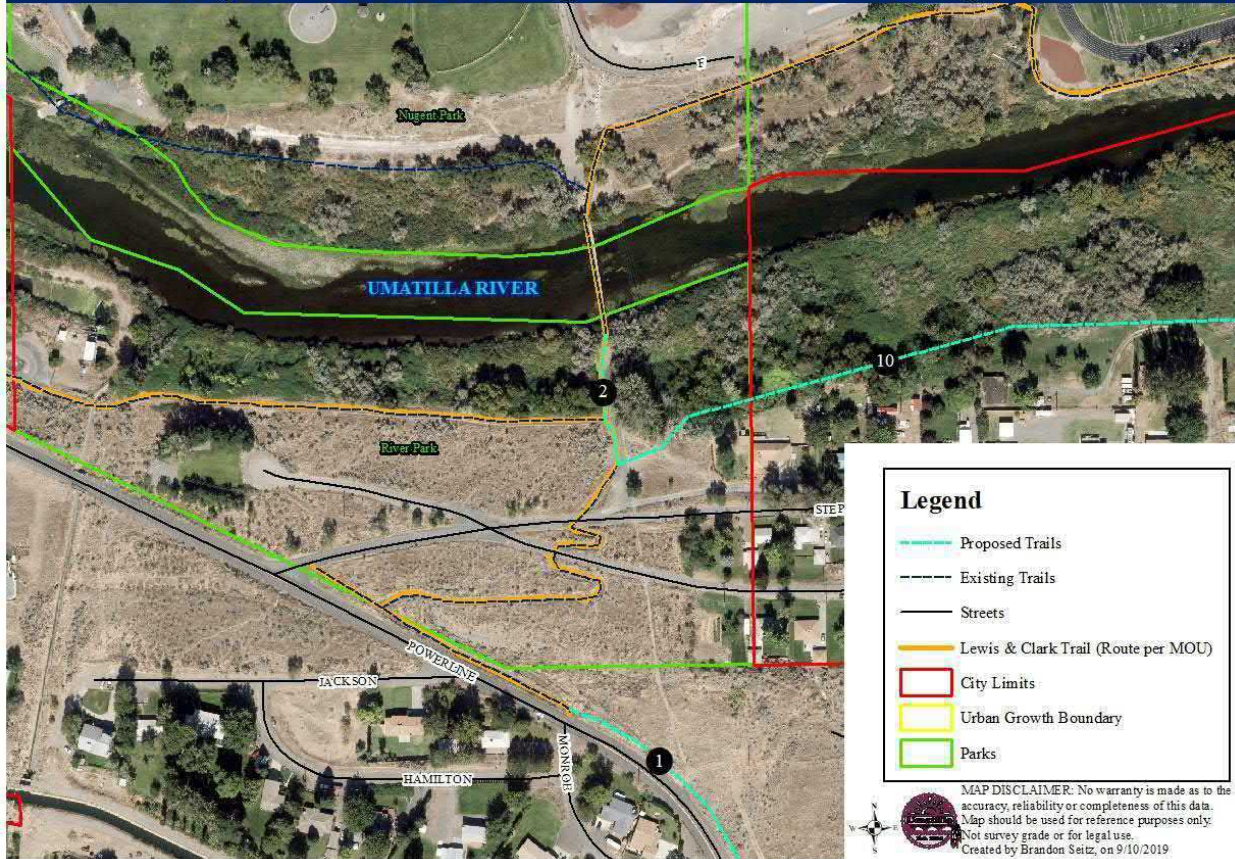 F
Nugent Park
UMATILLA RIVER
10
2
River Park
STEP
POWERLINE
JACKSON
MONROE
HAMILTON
1
Legend
Proposed Trails
Existing Trails
Streets
Lewis & Clark Trail (Route per MOU)
City Limits
Urban Growth Boundary
Parks
N
W
E
S
MAP DISCLAIMER: No warranty is made as to the
accuracy, reliability or completeness of this data.
Map should be used for reference purposes only.
Not survey grade or for legal use.
Created by Brandon Seitz, on 9/10/2019